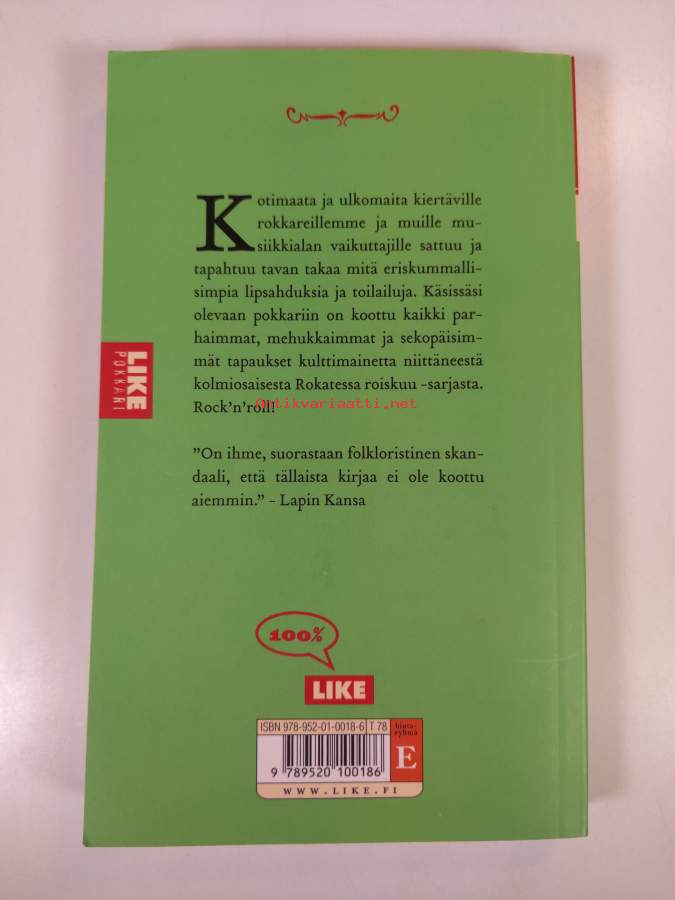 Kotimaata ja ulkomaita kiertäville
rokkareillemme ja muille mu-
siikkialan vaikuttajille sattuu ja
tapahtuu tavan takaa mitä eriskummalli-
simpia lipsahduksia ja toilailuja. Käsissäsi
olevaan pokkariin on koottu kaikki par-
haimmat, mehukkaimmat ja sekopäisim-
mät tapaukset kulttimainetta niittäneestä
kolmiosaisesta Rokatessa roiskuu -sarjasta.
Rock'n'roll!
Antikvariaatti.net
"On ihme, suorastaan folkloristinen skan-
daali, että tällaista kirjaa ei ole koottu
aiemmin." - Lapin Kansa
LIKE
POKKARI
100%
LIKE
ISBN 978-952-01-0018-6 T 78
hinta-
ryhmä
E
9 789520 100186
WWW.LIKE.FI